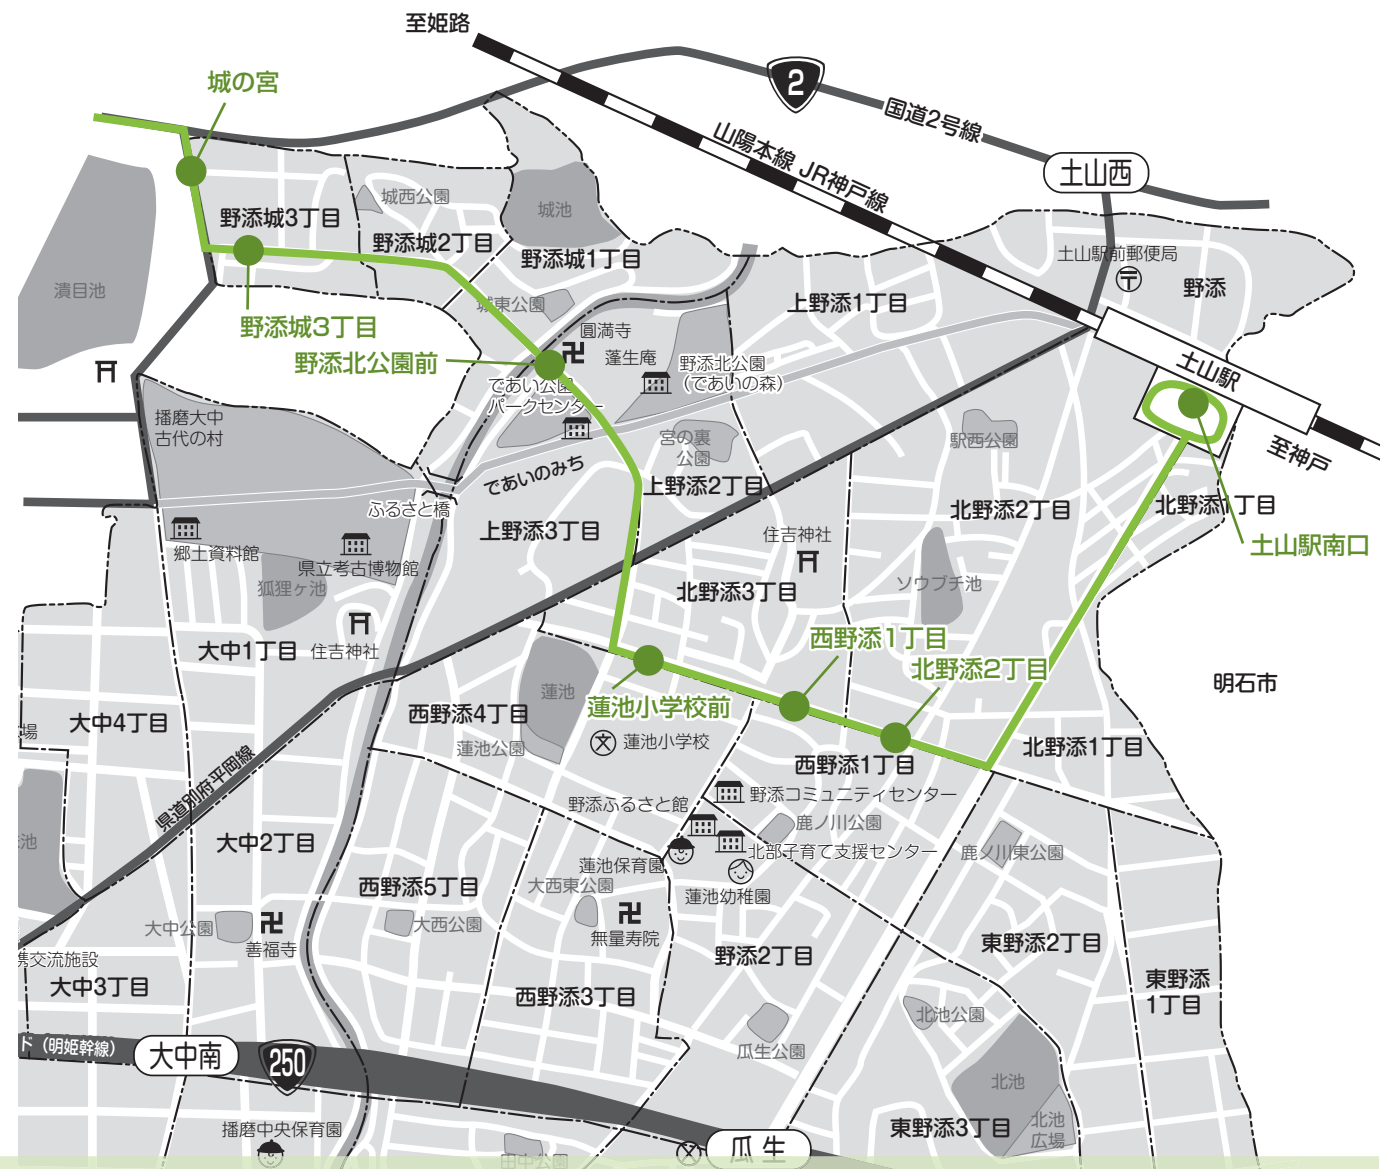 至姫路
城の宮
2
国道2号線
山陽本線 JR神戸線
土山西
城西公園
城池
野添城3丁目
野添城2丁目
野添城1丁目
土山駅前郵便局
野添
潰目池
城東公園
上野添1丁目
野添城3丁目
圓満寺
野添北公園前
蓬生庵
野添北公園
(であいの森)
土山駅
であい公園
パークセンター
播磨大中
古代の村
宮の裏
公園
駅西公園
至神戸
であいのみち
上野添2丁目
ふるさと橋
北野添2丁目
北野添1丁目
上野添3丁目
住吉神社
土山駅南口
郷土資料館
県立考古博物館
狐狸ヶ池
北野添3丁目
ソウブチ池
大中1丁目
住吉神社
西野添1丁目
北野添2丁目
明石市
蓮池
蓮池小学校前
大中4丁目
西野添4丁目
場
蓮池公園
蓮池小学校
北野添1丁目
西野添1丁目
県道別府平岡線
野添ふるさと館
野添コミュニティセンター
鹿ノ川公園
池
大中2丁目
北部子育て支援センター
鹿ノ川東公園
蓮池保育園
西野添5丁目
大西東公園
蓮池幼稚園
大中公園
大西公園
善福寺
無量寿院
東野添2丁目
野添2丁目
携交流施設
大中3丁目
西野添3丁目
東野添
1丁目
北池公園
ド(明姫幹線)
大中南
250
瓜生公園
北池
播磨中央保育園
東野添3丁目
北池
広場
瓜生
田中公園